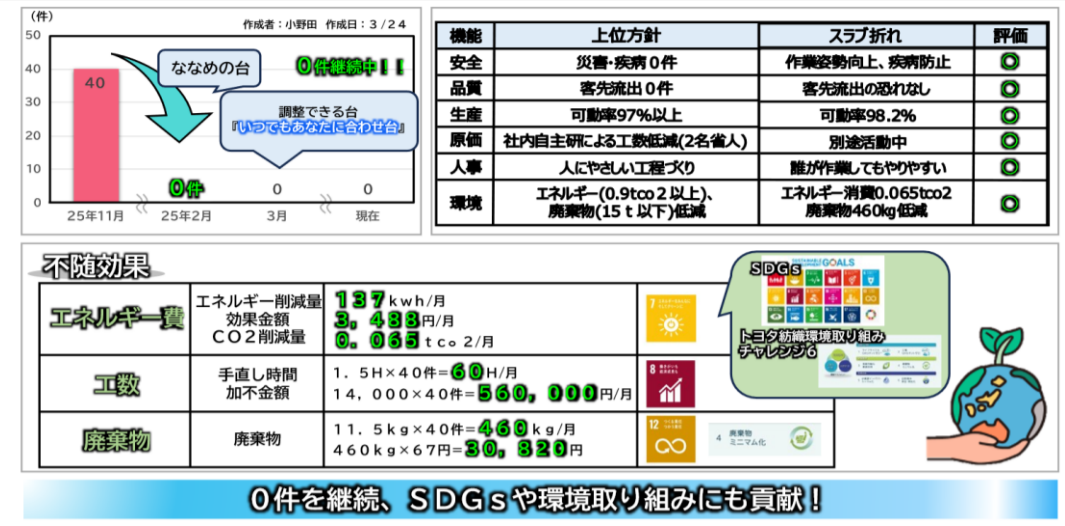 （件）
作成者：小野田　作成日：3／24
50
40
30
20
10
0
40
ななめの台
０件継続中！！
調整できる台
『いつでもあなたに合わせ台』
０件
0
0
25年11月
25年2月
3月
現在
機能　上位方針　スラブ折れ　評価
安全　災害・疾病０件　作業姿勢向上、疾病防止　◎
品質　客先流出０件　客先流出の恐れなし　◎
生産　可動率97％以上　可動率98.2％　◎
原価　社内自主研による工数低減(2名省人)　別途活動中　◎
人事　人にやさしい工程づくり　誰が作業してもやりやすい　◎
環境　エネルギー(0.9tco２以上)、　エネルギー消費0.065tco2　◎
廃棄物(15ｔ以下)低減　廃棄物460㎏低減
不随効果
エネルギー費
エネルギー削減量　１３７ｋｗｈ/月
効果金額　３，４８８円/月
ＣＯ２削減量　０．０６５ｔｃｏ２/月
7
工数
手直し時間　１．５Ｈ×４０件＝６０Ｈ/月
加不金額　１４，０００×４０件＝５６０，０００円/月
8
廃棄物
廃棄物
１１．５ｋｇ×４０件＝４６０ｋｇ/月
４６０ｋｇ×６７円＝３０，８２０円
12
4　廃棄物
ミニマム化
ＳＤＧｓ
GOALS
トヨタ紡織環境取り組み
チャレンジ６
０件を継続、ＳＤＧｓや環境取り組みにも貢献！